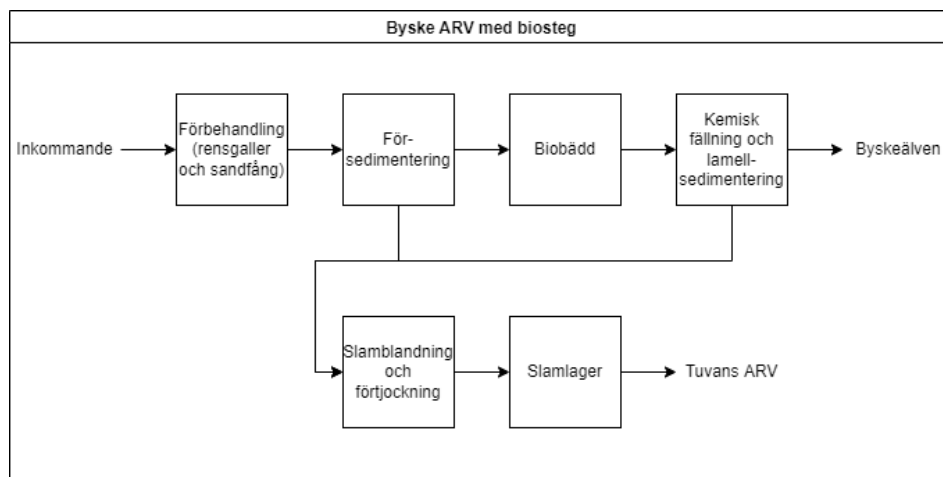 Byske ARV med biosteg
Inkommande
Förbehandling
(rensgaller
och sandfång)
För-
sedimentering
Biobädd
Kemisk
fällning och
lamell-
sedimentering
Byskeälven
Slamblandning
och
förtjockning
Slamlager
Tuvans ARV